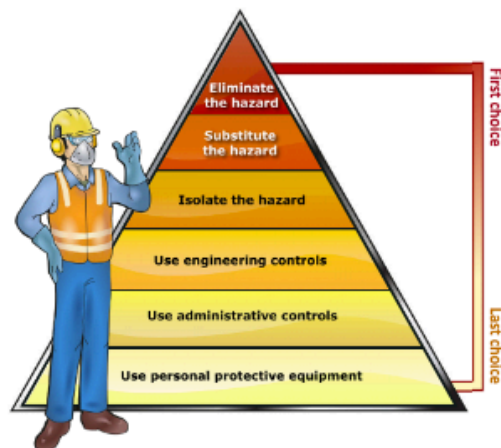 Eliminate
the hazard
Substitute
the hazard
Isolate the hazard
Use engineering controls
Use administrative controls
Use personal protective equipment
First choice
Last choice